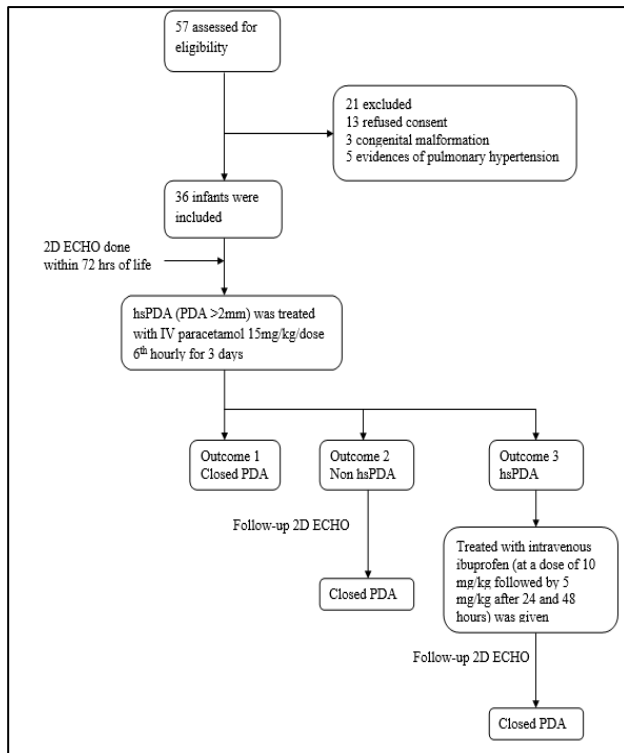 57 assessed for
eligibility
21 excluded
13 refused consent
3 congenital malformation
5 evidences of pulmonary hypertension
36 infants were
included
2D ECHO done
within 72 hrs of life
hsPDA (PDA >2mm) was treated
with IV paracetamol 15mg/kg/dose
6th hourly for 3 days
Outcome 1
Closed PDA
Outcome 2
Non hsPDA
Outcome 3
hsPDA
Follow-up 2D ECHO
Closed PDA
Treated with intravenous
ibuprofen (at a dose of 10
mg/kg followed by 5
mg/kg after 24 and 48
hours) was given
Follow-up 2D ECHO
Closed PDA